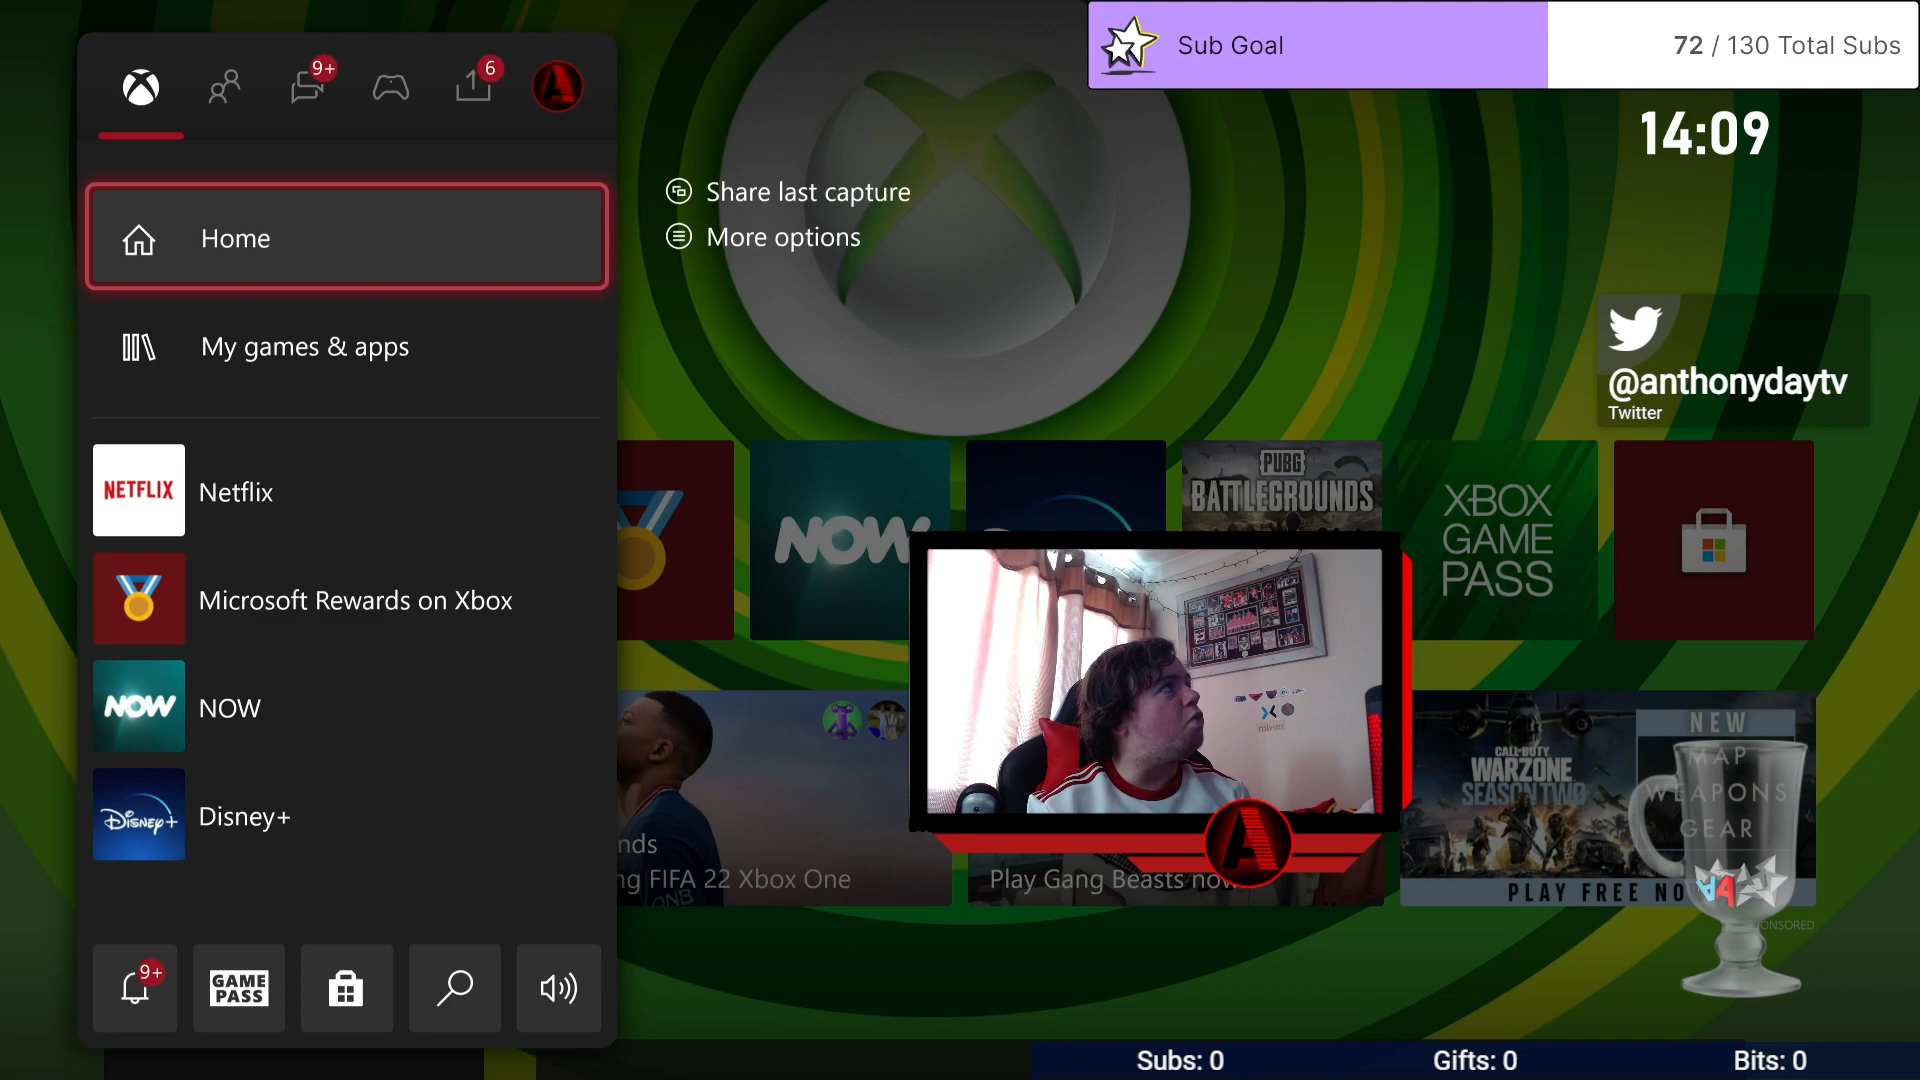 Sub Goal
72 / 130 Total Subs
9+
6
14:09
Home
Share last capture
More options
My games & apps
@anthonydaytv
Twitter
NETFLIX
Netflix
Microsoft Rewards on Xbox
NOW
NOW
Disney+
Disney+
NOW
PUBG
BATTLEGROUNDS
XBOX
GAME
PASS
nds
ng FIFA 22 Xbox One
Play Gang Beasts now
CALL OF DUTY
WARZONE
SEASON TWO
NEW
MAP
WEAPONS
GEAR
PLAY FREE NO
9+
GAME
PASS
Subs: 0
Gifts: 0
Bits: 0